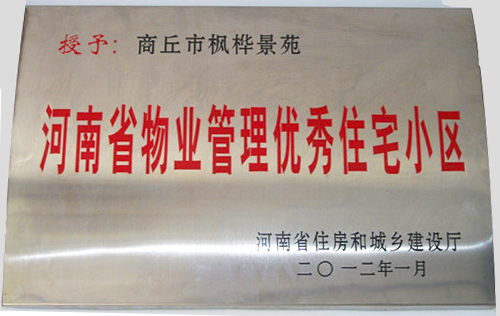 授予：商丘市枫桦景苑
河南省物业管理优秀住宅小区
河南省住房和城乡建设厅
二〇一二年一月